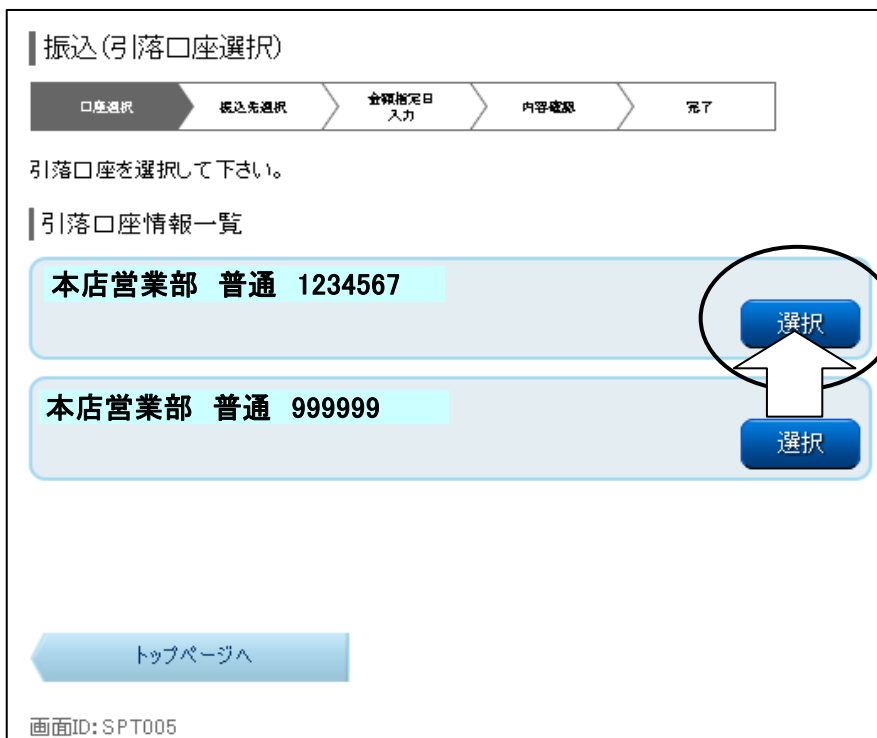 振込(引落口座選択)
口座選択
振込先選択
金額指定日
入力
内容確認
完了
引落口座を選択して下さい。
引落口座情報一覧
本店営業部 普通 1234567
選択
本店営業部 普通 999999
選択
トップページへ
画面ID:SPT005